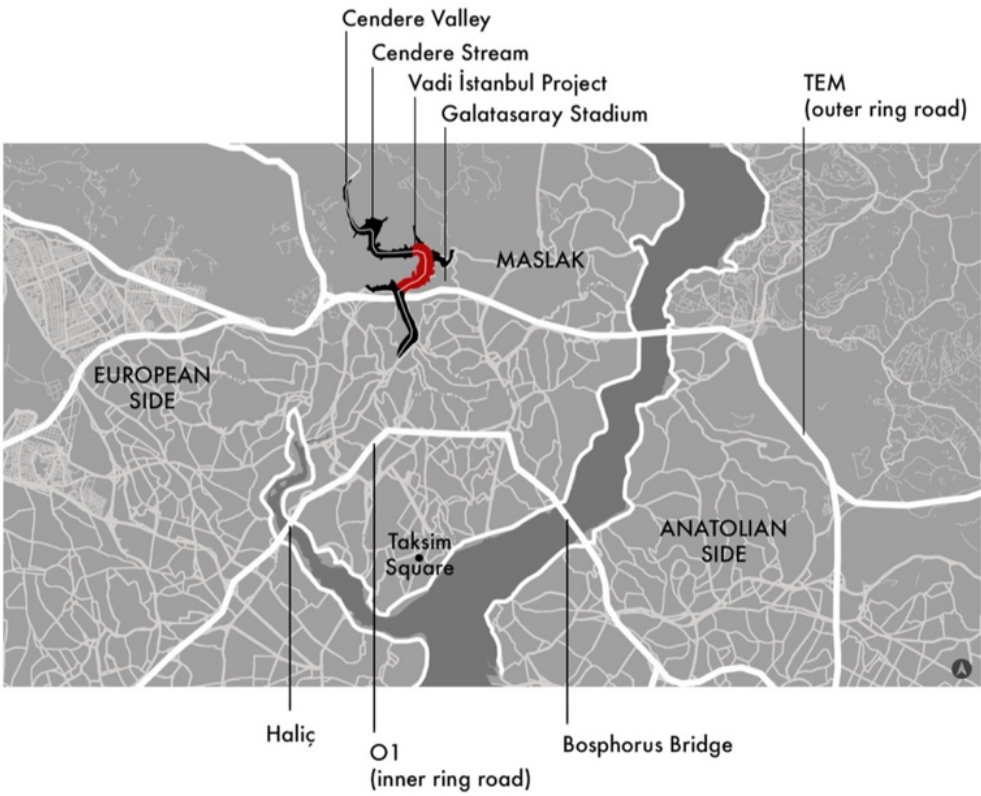 Cendere Valley
Cendere Stream
Vadi İstanbul Project
Galatasaray Stadium
TEM
(outer ring road)
MASLAK
EUROPEAN
SIDE
Taksim
Square
ANATOLIAN
SIDE
Haliç
O1
(inner ring road)
Bosphorus Bridge